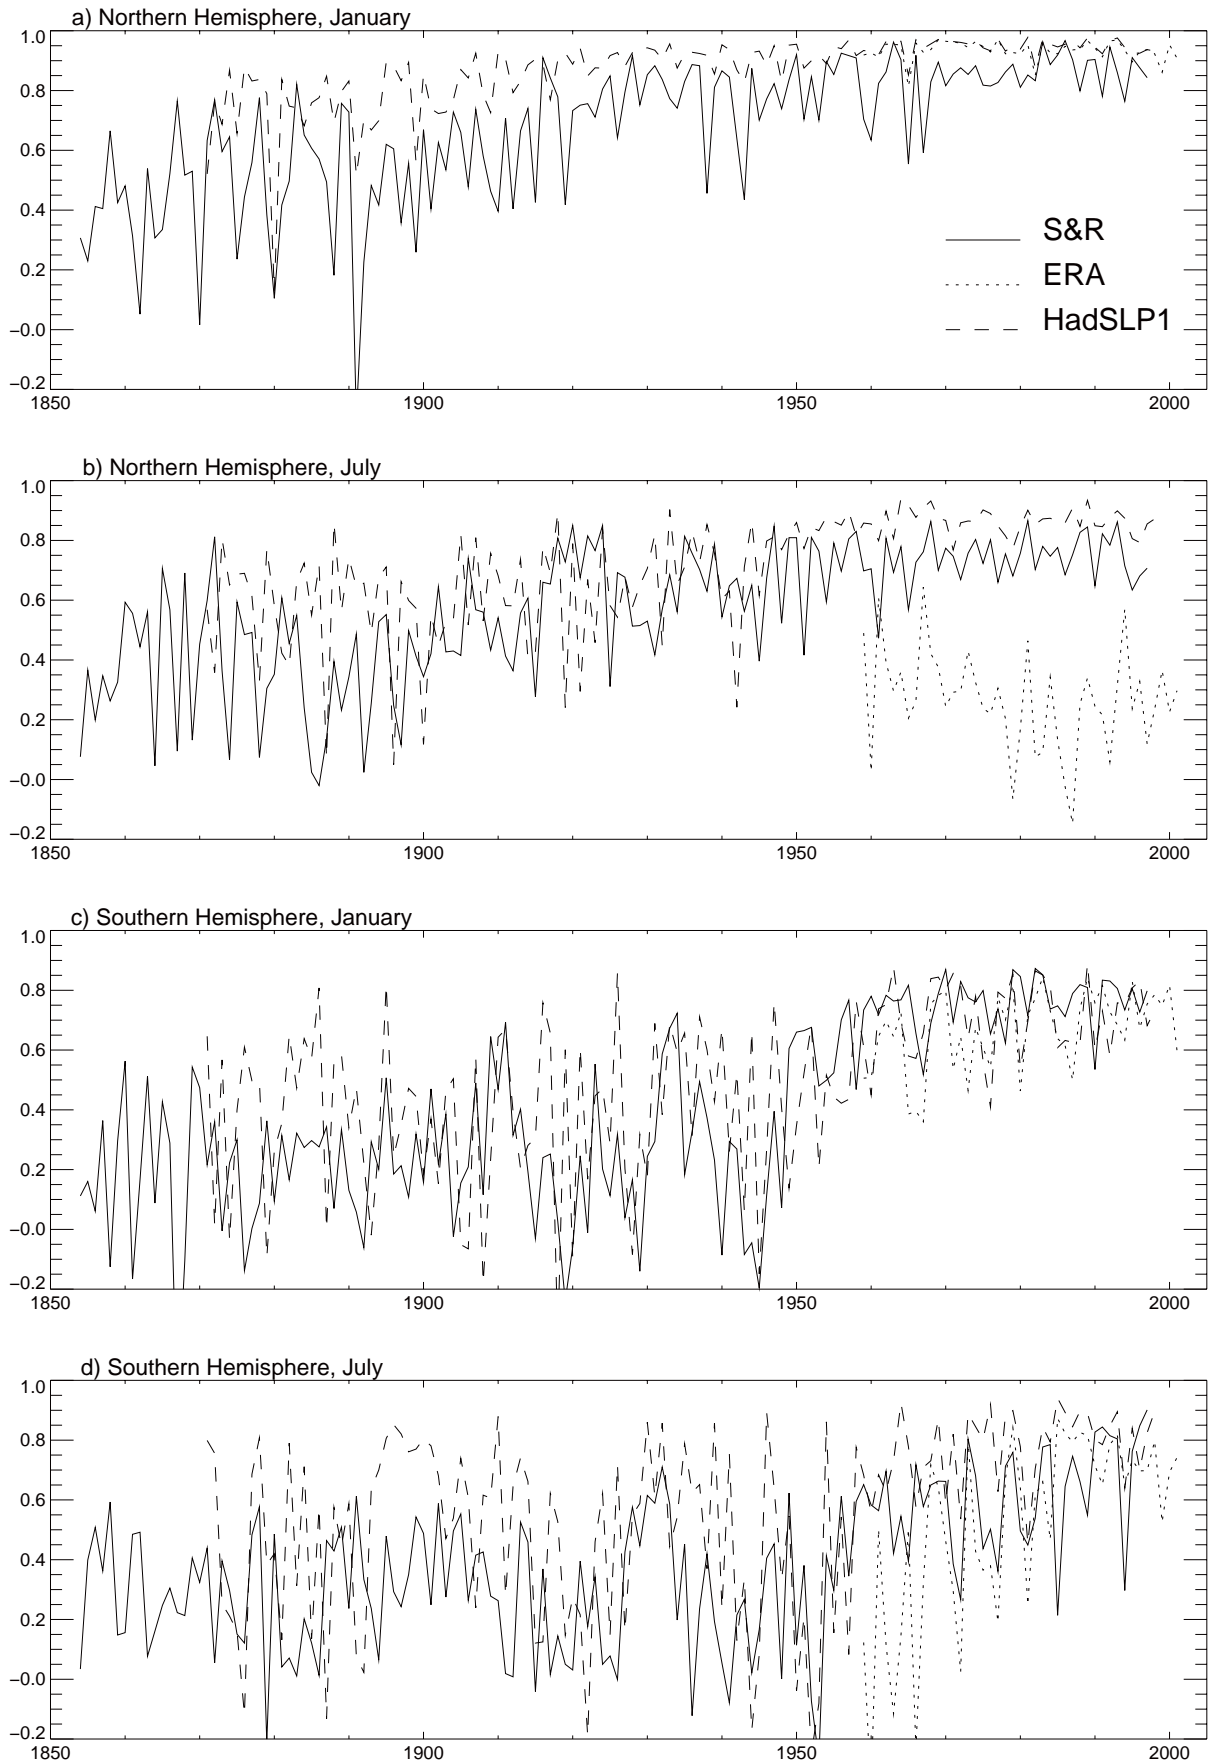 a) Northern Hemisphere, January
1.0
0.8
0.6
0.4
0.2
−0.0
−0.2
S&R
ERA
HadSLP1
1850 1900 1950 2000
b) Northern Hemisphere, July
1.0
0.8
0.6
0.4
0.2
−0.0
−0.2
1850 1900 1950 2000
c) Southern Hemisphere, January
1.0
0.8
0.6
0.4
0.2
−0.0
−0.2
1850 1900 1950 2000
d) Southern Hemisphere, July
1.0
0.8
0.6
0.4
0.2
−0.0
−0.2
1850 1900 1950 2000